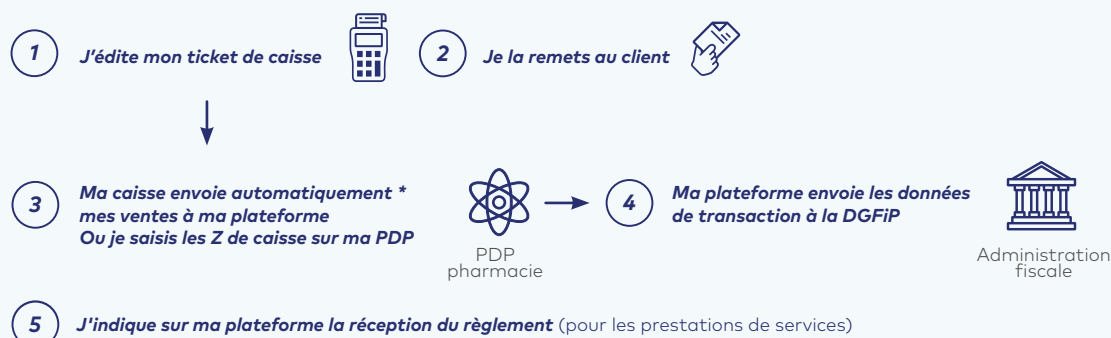 1 J'édite mon ticket de caisse
2 Je la remets au client
3 Ma caisse envoie automatiquement *
mes ventes à ma plateforme
Ou je saisis les Z de caisse sur ma PDP
PDP
pharmacie
4 Ma plateforme envoie les données
de transaction à la DGFiP
Administration
fiscale
5 J'indique sur ma plateforme la réception du règlement (pour les prestations de services)